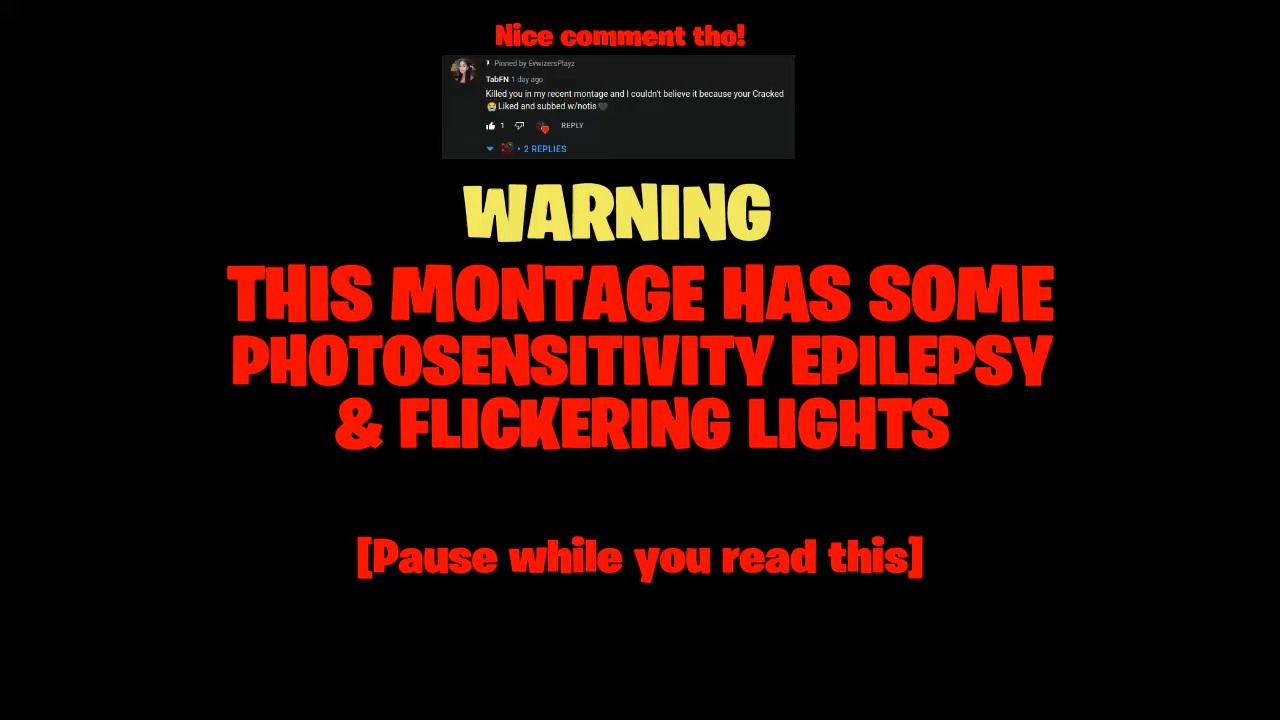 Nice comment tho!
Pinned by EvwizersPlayz
TabFN 1 day ago
Killed you in my recent montage and I couldn't believe it because your Cracked
😭Liked and subbed w/notis🖤
1 REPLY
• 2 REPLIES
WARNING
THIS MONTAGE HAS SOME
PHOTOSENSITIVITY EPILEPSY
& FLICKERING LIGHTS
[Pause while you read this]